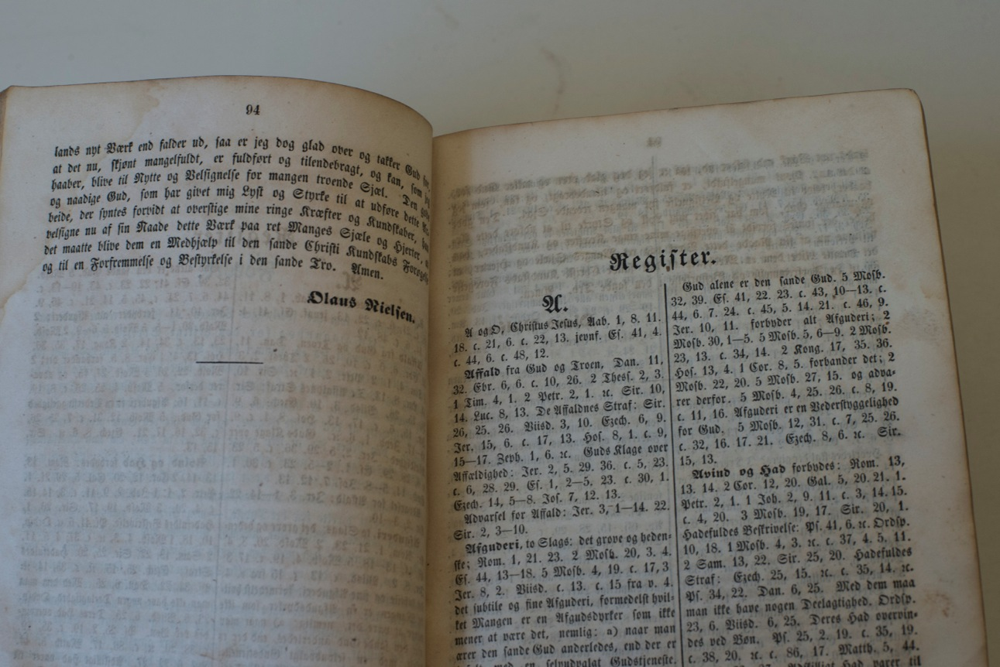 94
lands nyt Værk end falder ud, saa er jeg dog glad over og takker Gud for,
at det nu, skjønt mangelfuldt, er fuldført og tilendebragt, og kan, som jeg
haaber, blive til Nytte og Velsignelse for mangen troende Sjæl. Den gode
og naadige Gud, som har givet mig Lyst og Styrke til at udføre dette Ar-
beide, der syntes forvidt at overstige mine ringe Kræfter og Kundskaber, han
velsigne nu af sin Naade dette Værk paa ret Manges Sjæle og Hjerter,
det maatte blive dem en Medhjælp til den sande Christi Kundskabs Forøgelse
og til en Forfremmelse og Bestyrkelse i den sande Tro. Amen.
Olaus Nielsen.
Register.
A.
A og O, Christus Jesus, Aab. 1, 8. 11.
18. c. 21, 6. c. 22, 13. jevnf. Es. 41, 4.
c. 44, 6. c. 48, 12.
Affald fra Gud og Troen, Dan. 11,
32. Ebr. 6, 6. c. 10, 26. 2 Thess. 2, 3.
1 Tim. 4, 1. 2 Petr. 2, 1. ꝛc. Sir. 10,
14. Luc. 8, 13. De Affaldnes Straf: Sir.
26, 25. 26. Viisd. 3, 10. Ezech. 6, 9.
Jer. 15, 6. c. 17, 13. Hos. 8, 1. c. 9,
15—17. Zeph. 1, 6. ꝛc. Guds Klage over
Affældighed: Jer. 2, 5. 29. 36. c. 5, 23.
c. 6, 28. 29. Es. 1, 2—5. 23. c. 30, 1.
Ezech. 14, 5—8. Jos. 7, 12. 13.
Advarsel for Affald: Jer. 3, 1—14. 22.
Sir. 2, 3—10.
Afguderi, to Slags: det grove og heden-
ske; Rom. 1, 21. 23. 2 Mosb. 20, 3. 4.
Es. 44, 13—18. 5 Mosb. 4, 19. c. 17, 3
Jer. 8, 2. Viisd. c. 13. c. 15 fra v. 4.
det subtile og fine Afguderi, formedelst hvil-
ket Mangen er en Afgudsdyrker som ikke
mener at være det, nemlig: a) naar man
ærer den sande Gud anderledes, end der er
med en selvudvalgt Gudstjeneste.
Gud alene er den sande Gud. 5 Mosb.
32, 39. Es. 41, 22. 23. c. 43, 10—13. c.
44, 6. 7. 24. c. 45, 5. 14. 21. c. 46, 9.
Jer. 10, 11. forbyder alt Afguderi; 2
Mosb. 30, 1—5. 5 Mosb. 5, 6—9. 2 Mosb.
23, 13. c. 34, 14. 2 Kong. 17, 35. 36.
Hos. 13, 4. 1 Cor. 8, 5. forbander det; 2
Mosb. 22, 20. 5 Mosb. 27, 15. og adva-
rer derfor. 5 Mosb. 4, 25. 26. c. 8, 19.
c. 11, 16. Afguderi er en Vederstyggelighed
for Gud. 5 Mosb. 12, 31. c. 7, 25. 26.
c. 32, 16. 17. 21. Ezech. 8, 6. ꝛc. Sir.
15, 13.
Avind og Had forbydes: Rom. 13,
13. 14. 2 Cor. 12, 20. Gal. 5, 20. 21. 1.
Petr. 2, 1. 1 Joh. 2, 9. 11. c. 3, 14. 15.
c. 4, 20. 3 Mosb. 19, 17. Sir. 20, 1.
Hadefuldes Beskrivelse: Ps. 41, 6. ꝛc. Ordsp.
10, 18. 1 Mosb. 4, 3. ꝛc. c. 37, 4. 5. 11.
2 Sam. 13, 22. Sir. 25, 20. Hadefuldes
Straf: Ezech. 25, 15. ꝛc. c. 35, 14. ꝛc.
Ps. 34, 22. Dan. 6, 25. Med dem maa
man ikke have nogen Deelagtighed. Ordsp.
23, 6. Viisd. 6, 25. Deres Had overvin-
des ved Bøn. Ps. 25, 2. 19. c. 35, 19.
c. 38, 20. ꝛc. c. 86, 17. Matth. 5, 44.
Had varer til